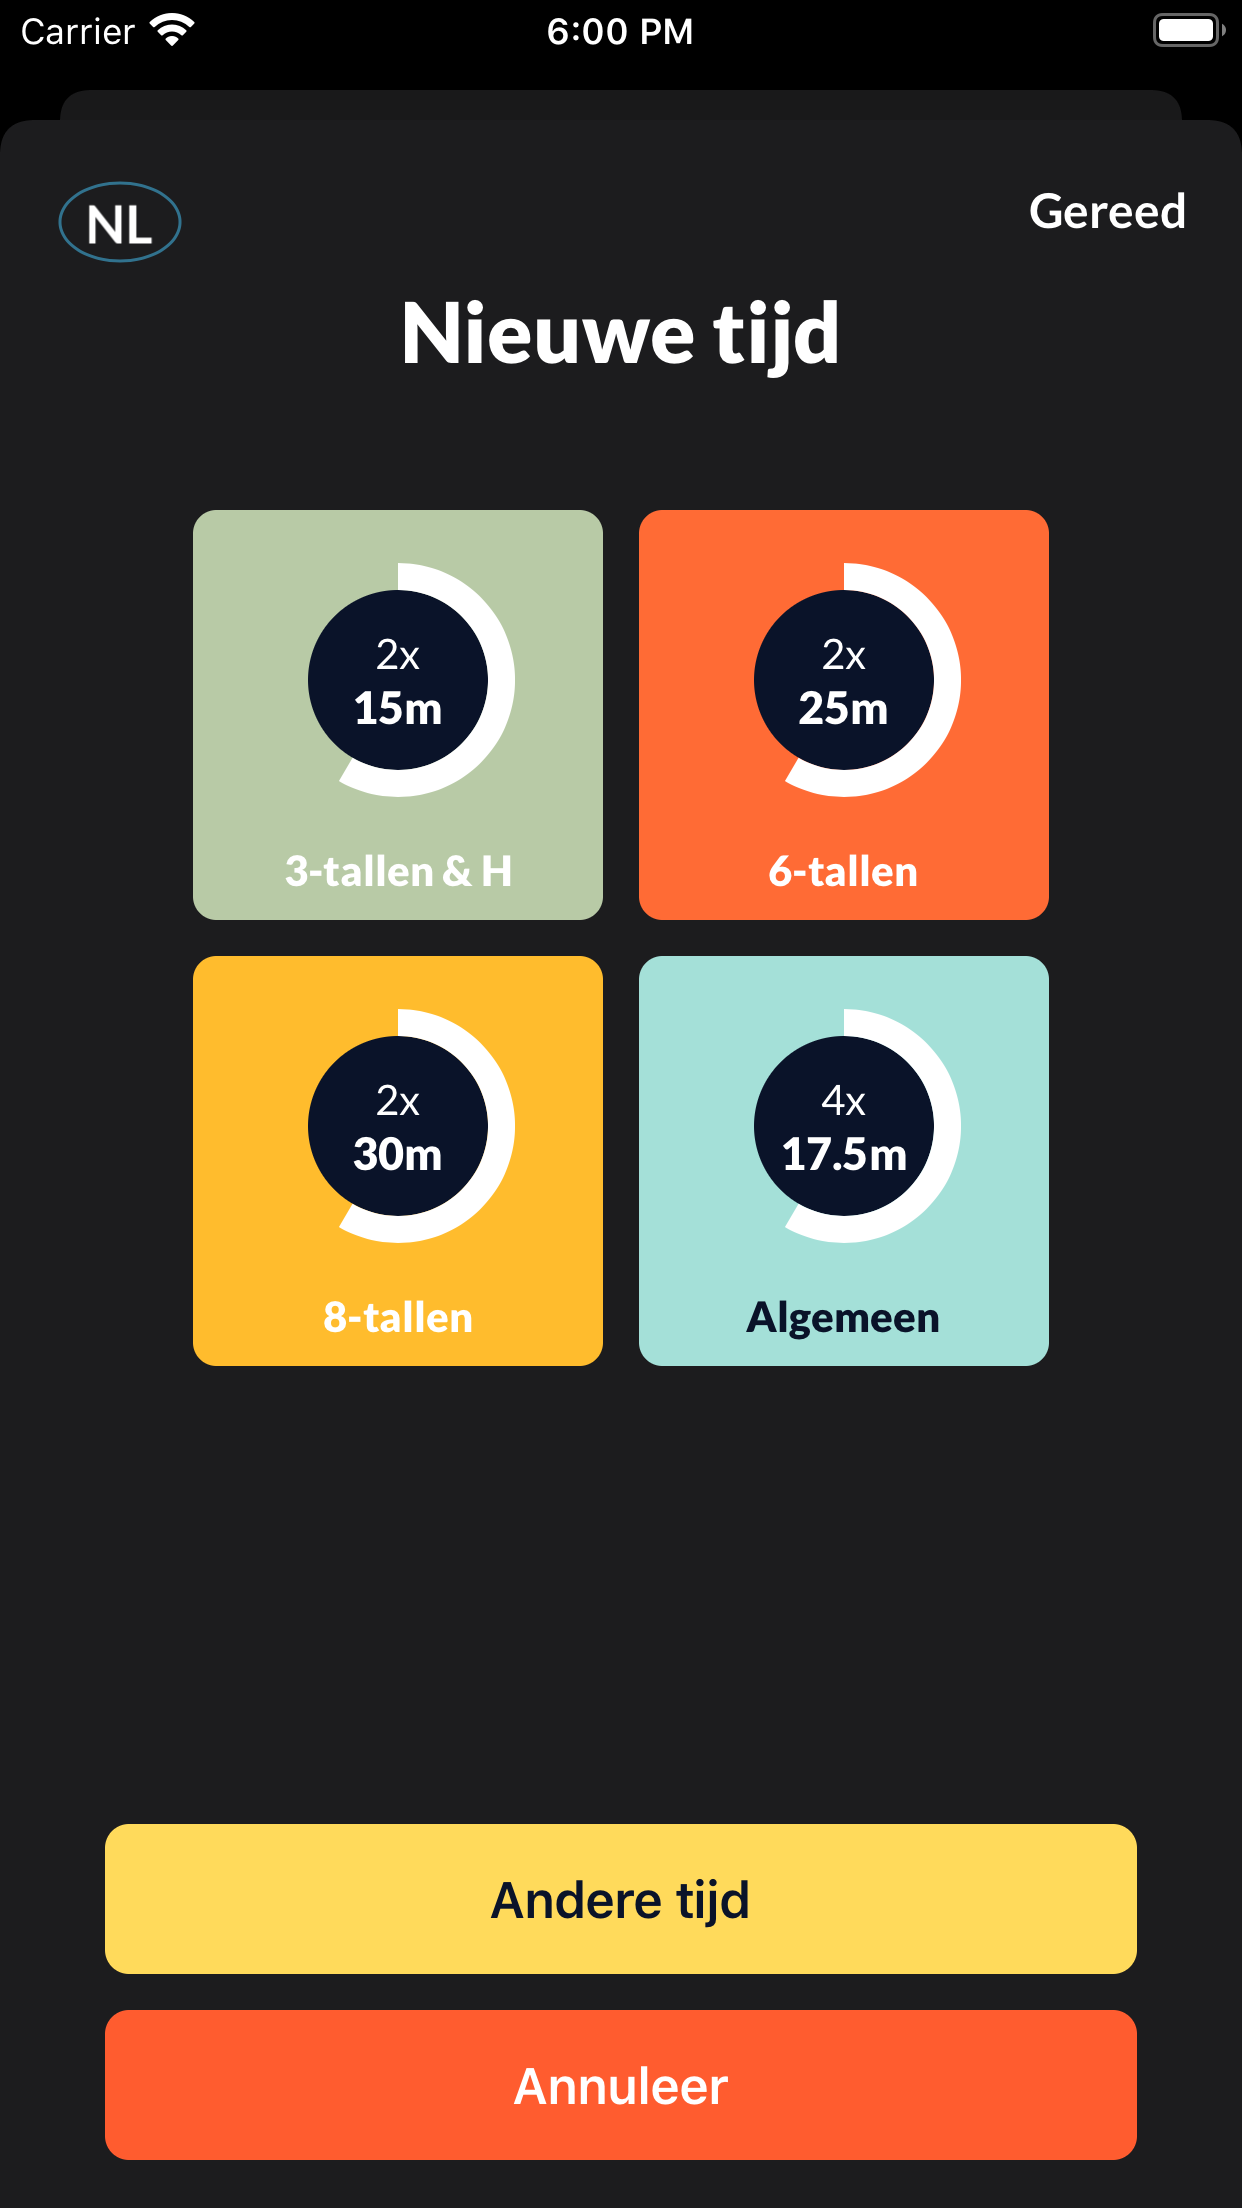 Carrier 6:00 PM
NL
Gereed
Nieuwe tijd
2x
15m
3-tallen & H
2x
25m
6-tallen
2x
30m
8-tallen
4x
17.5m
Algemeen
Andere tijd
Annuleer